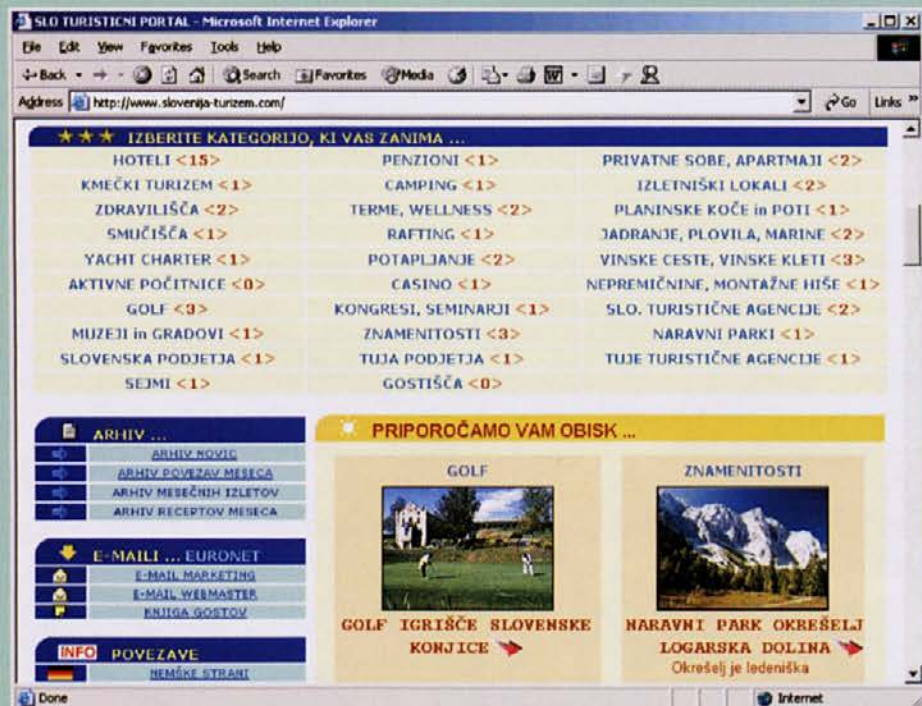 SLO TURISTICNI PORTAL - Microsoft Internet Explorer
File Edit View Favorites Tools Help
Back Search Favorites Media
Address http://www.slovenija-turizem.com/ Go Links »
IZBERITE KATEGORIJO, KI VAS ZANIMA ...
HOTELI <15> PENZIONI <1> PRIVATNE SOBE, APARTMAJI <2>
KMEČKI TURIZEM <1> CAMPING <1> IZLETNIŠKI LOKALI <2>
ZDRAVILIŠČA <2> TERME, WELLNESS <2> PLANINSKE KOČE in POTI <1>
SMUČIŠČA <1> RAFTING <1> JADRANJE, PLOVILA, MARINE <2>
YACHT CHARTER <1> POTAPLJANJE <2> VINSKE CESTE, VINSKE KLETI <3>
AKTIVNE POČITNICE <0> CASINO <1> NEPREMIČNINE, MONTAŽNE HIŠE <1>
GOLF <3> KONGRESI, SEMINARJI <1> SLO. TURISTIČNE AGENCIJE <2>
MUZEJI in GRADOVI <1> ZNAMENITOSTI <3> NARAVNI PARKI <1>
SLOVENSKA PODJETJA <1> TUJA PODJETJA <1> TUJE TURISTIČNE AGENCIJE <1>
SEJMI <1> GOSTIŠČA <0>
ARHIV ...
ARHIV NOVIC
ARHIV POVEZAV MESECA
ARHIV MESEČNIH IZLETOV
ARHIV RECEPTOV MESECA
E-MAILI ... EURONET
E-MAIL MARKETING
E-MAIL WEBMASTER
KNJIGA GOSTOV
INFO POVEZAVE
NEMŠKE STRANI
PRIPOROČAMO VAM OBISK ...
GOLF
GOLF IGRIŠČE SLOVENSKE
KONJICE
ZNAMENITOSTI
NARAVNI PARK OKREŠELJ
LOGARSKA DOLINA
Okrešelj je ledeniška
Done Internet